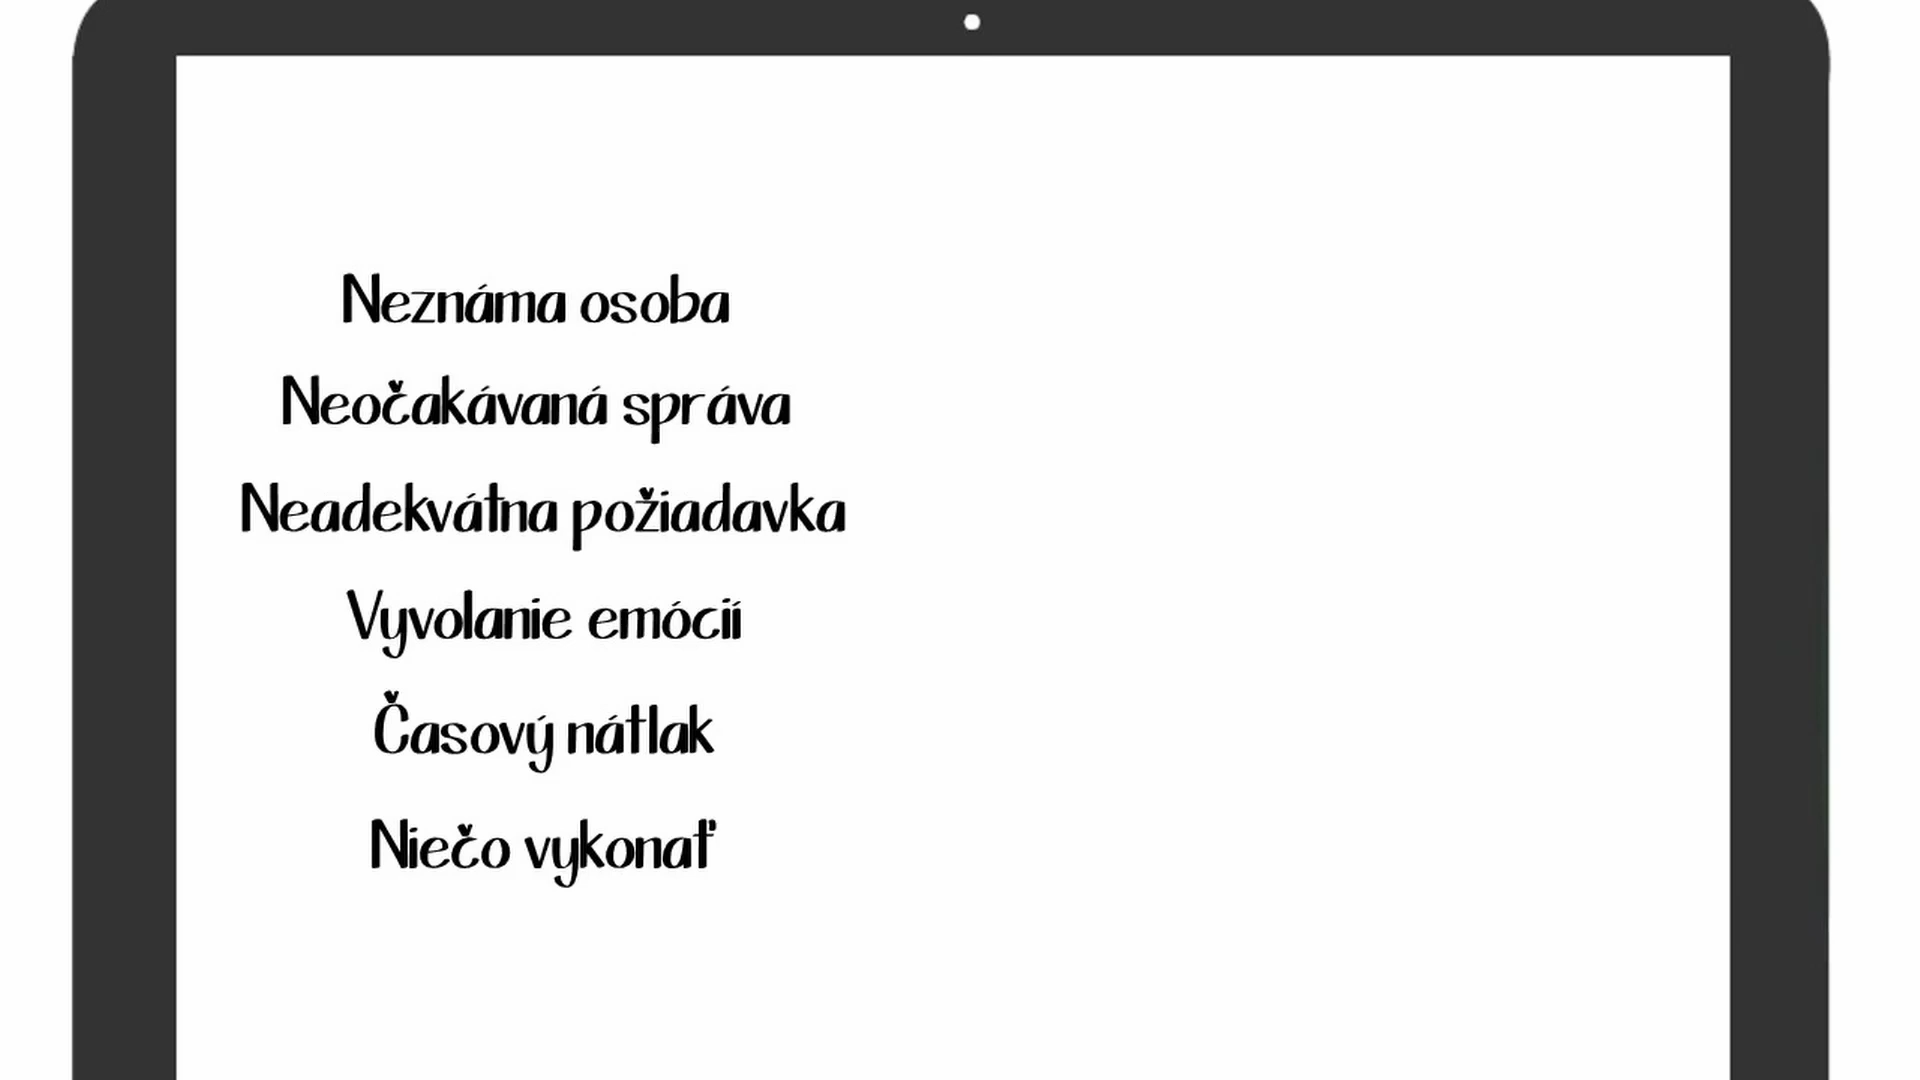 Neznáma osoba
Neočakávaná správa
Neadekvátna požiadavka
Vyvolanie emócií
Časový nátlak
Niečo vykonať